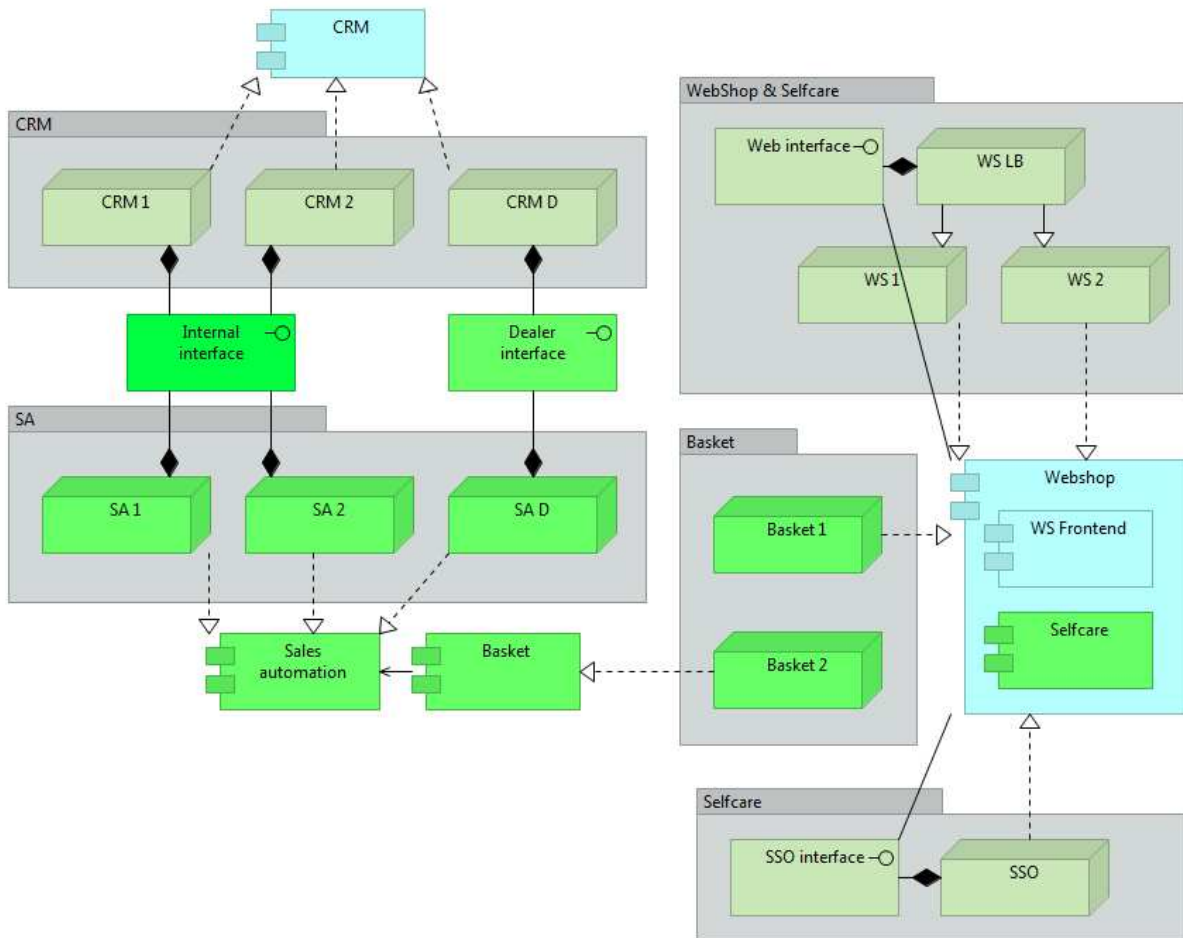 CRM
CRM
CRM 1
CRM 2
CRM D
Internal
interface
Dealer
interface
SA
SA 1
SA 2
SA D
Sales
automation
Basket
WebShop & Selfcare
Web interface
WS LB
WS 1
WS 2
Basket
Basket 1
Basket 2
Webshop
WS Frontend
Selfcare
Selfcare
SSO interface
SSO